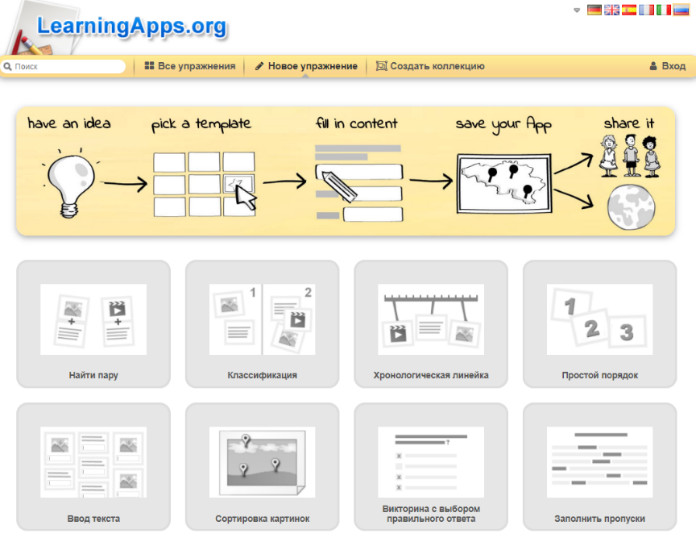 LearningApps.org
Поиск
Все упражнения
Новое упражнение
Создать коллекцию
Вход
have an idea
pick a template
fill in content
save your App
share it
1
2
1
2
3
Найти пару
Классификация
Хронологическая линейка
Простой порядок
?
Ввод текста
Сортировка картинок
Викторина с выбором
правильного ответа
Заполнить пропуски